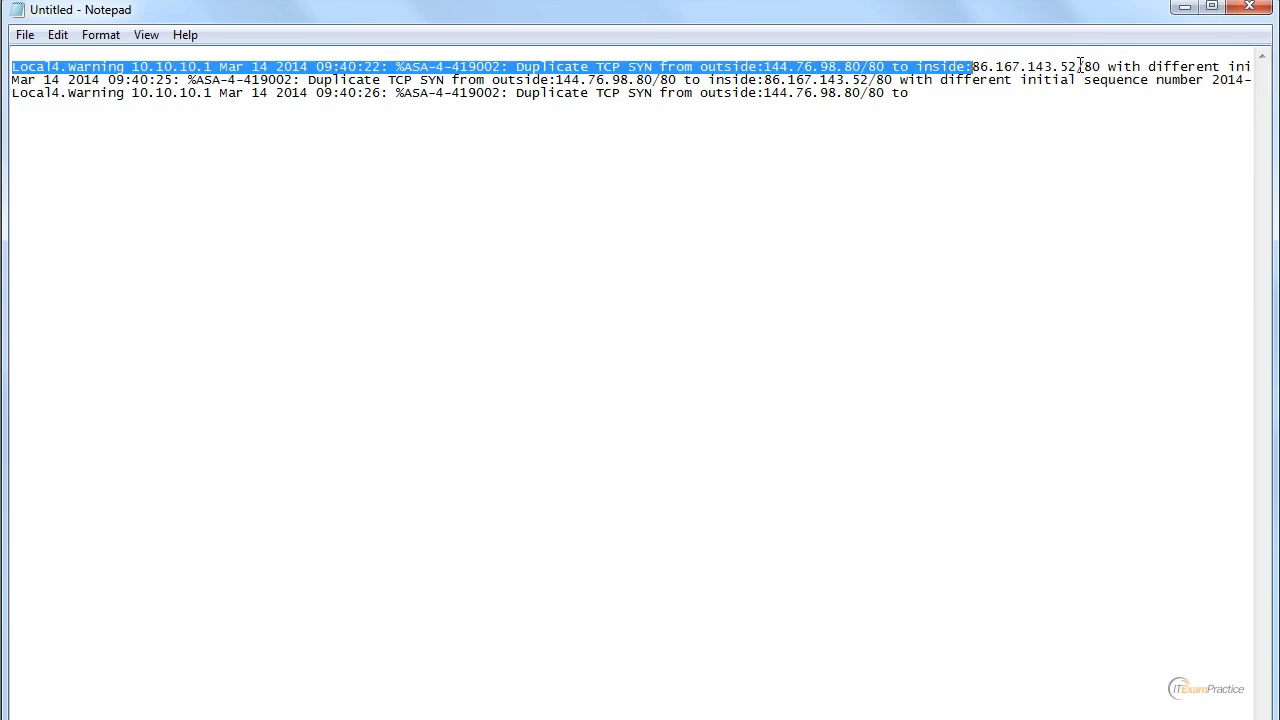 Untitled - Notepad
File Edit Format View Help
Local4.Warning 10.10.10.1 Mar 14 2014 09:40:22: %ASA-4-419002: Duplicate TCP SYN from outside:144.76.98.80/80 to inside:86.167.143.52/80 with different ini
Mar 14 2014 09:40:25: %ASA-4-419002: Duplicate TCP SYN from outside:144.76.98.80/80 to inside:86.167.143.52/80 with different initial sequence number 2014-
Local4.Warning 10.10.10.1 Mar 14 2014 09:40:26: %ASA-4-419002: Duplicate TCP SYN from outside:144.76.98.80/80 to
ITExamPractice